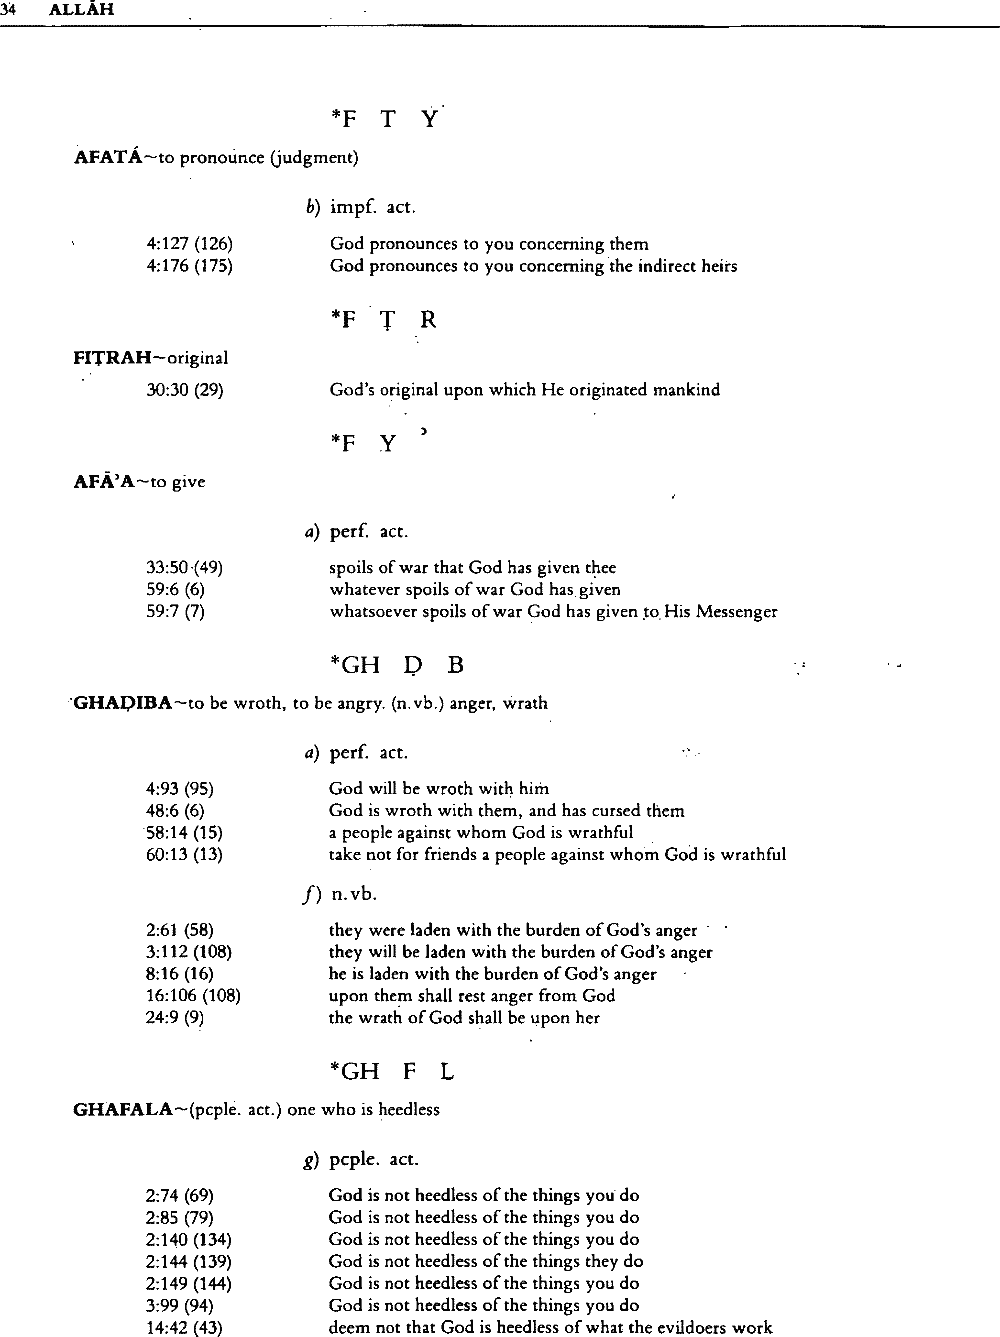 34 ALLĀH
*F T Y
AFATÁ~to pronounce (judgment)
b) impf. act.
4:127 (126) God pronounces to you concerning them
4:176 (175) God pronounces to you concerning the indirect heirs
*F Ṭ R
FIṬRAH~original
30:30 (29) God's original upon which He originated mankind
*F Y ʾ
AFĀʾA~to give
a) perf. act.
33:50 (49) spoils of war that God has given thee
59:6 (6) whatever spoils of war God has given
59:7 (7) whatsoever spoils of war God has given to His Messenger
*GH Ḍ B
GHAḌIBA~to be wroth, to be angry. (n.vb.) anger, wrath
a) perf. act.
4:93 (95) God will be wroth with him
48:6 (6) God is wroth with them, and has cursed them
58:14 (15) a people against whom God is wrathful
60:13 (13) take not for friends a people against whom God is wrathful
f) n.vb.
2:61 (58) they were laden with the burden of God's anger
3:112 (108) they will be laden with the burden of God's anger
8:16 (16) he is laden with the burden of God's anger
16:106 (108) upon them shall rest anger from God
24:9 (9) the wrath of God shall be upon her
*GH F L
GHAFALA~(pcple. act.) one who is heedless
g) pcple. act.
2:74 (69) God is not heedless of the things you do
2:85 (79) God is not heedless of the things you do
2:140 (134) God is not heedless of the things you do
2:144 (139) God is not heedless of the things they do
2:149 (144) God is not heedless of the things you do
3:99 (94) God is not heedless of the things you do
14:42 (43) deem not that God is heedless of what the evildoers work